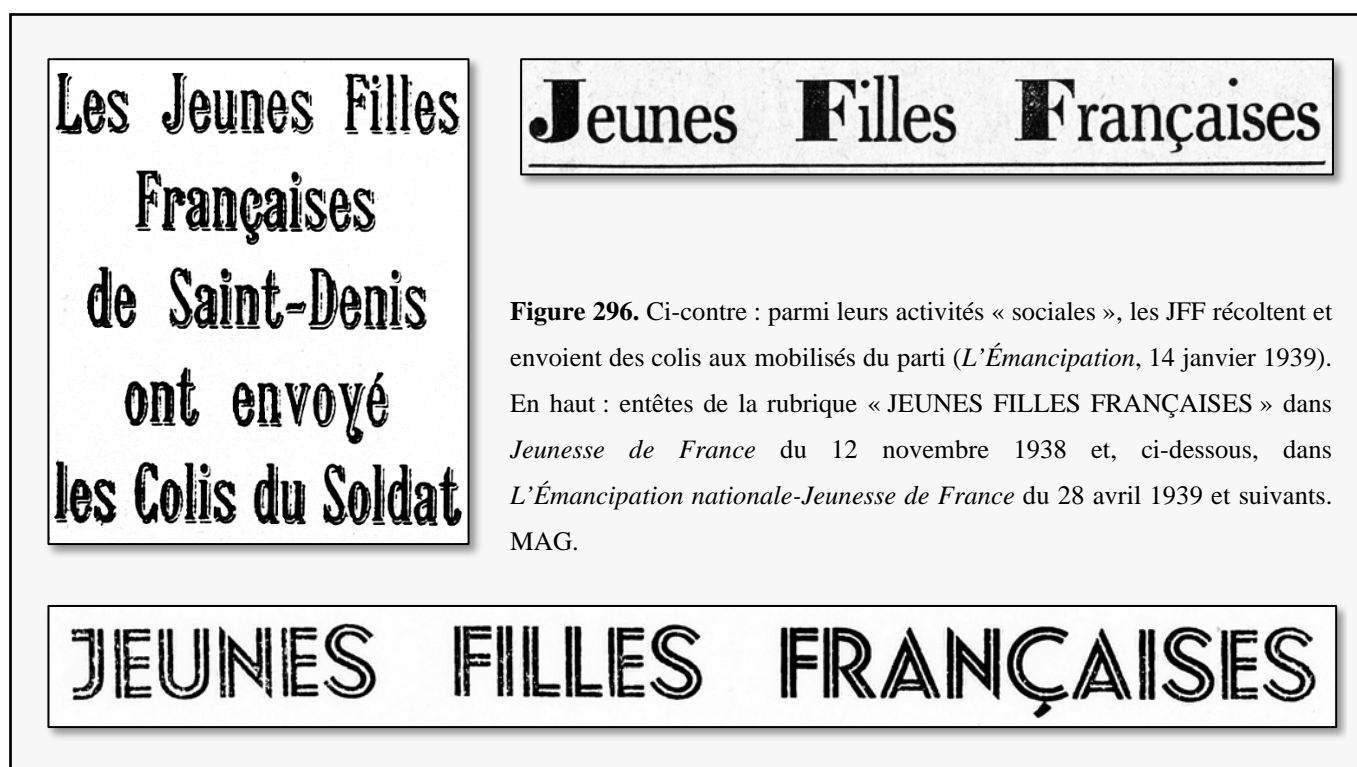 Les Jeunes Filles
Françaises
de Saint-Denis
ont envoyé
les Colis du Soldat
Jeunes Filles Françaises
Figure 296. Ci-contre : parmi leurs activités « sociales », les JFF récoltent et
envoient des colis aux mobilisés du parti (L’Émancipation, 14 janvier 1939).
En haut : entêtes de la rubrique « JEUNES FILLES FRANÇAISES » dans
Jeunesse de France du 12 novembre 1938 et, ci-dessous, dans
L’Émancipation nationale-Jeunesse de France du 28 avril 1939 et suivants.
MAG.
JEUNES FILLES FRANÇAISES